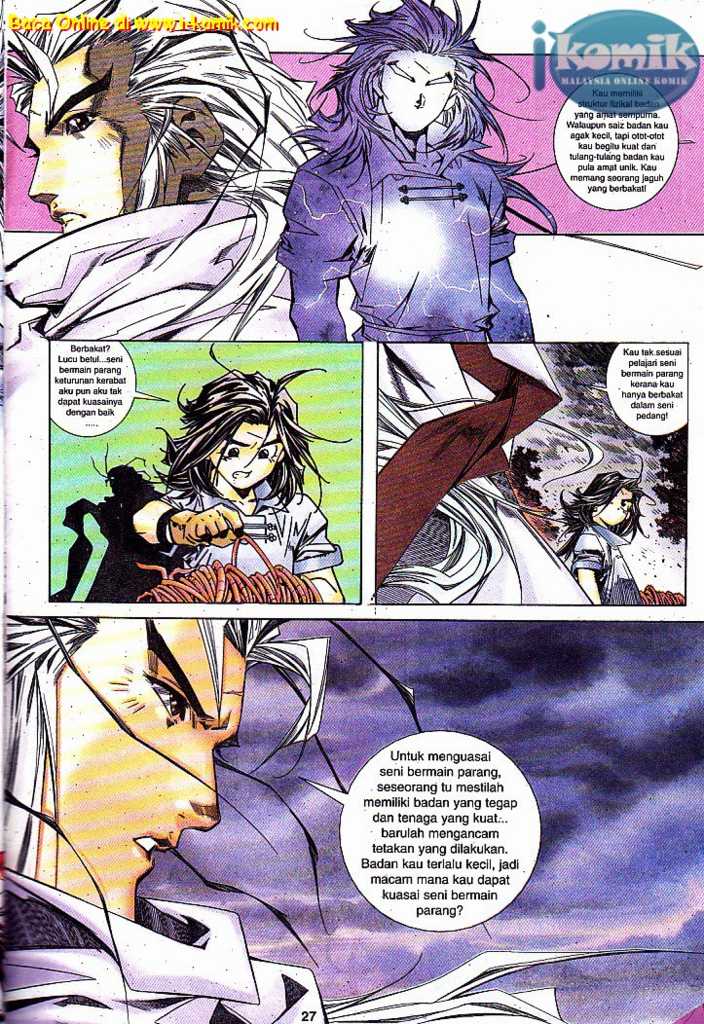 Baca Online di www.i-komik.com
ikomik
MALAYSIA ONLINE KOMIK
Kau memiliki
struktur fizikal badan
yang amat sempurna.
Walaupun saiz badan kau
agak kecil, tapi otot-otot
kau begitu kuat dan
tulang-tulang badan kau
pula amat unik. Kau
memang seorang jaguh
yang berbakat!
Berbakat?
Lucu betul...seni
bermain parang
keturunan kerabat
aku pun aku tak
dapat kuasainya
dengan baik
.....
Kau tak sesuai
pelajari seni
bermain parang
kerana kau
hanya berbakat
dalam seni
pedang!
Untuk menguasai
seni bermain parang,
seseorang tu mestilah
memiliki badan yang tegap
dan tenaga yang kuat...
barulah mengancam
tetakan yang dilakukan.
Badan kau terlalu kecil, jadi
macam mana kau dapat
kuasai seni bermain
parang?
27